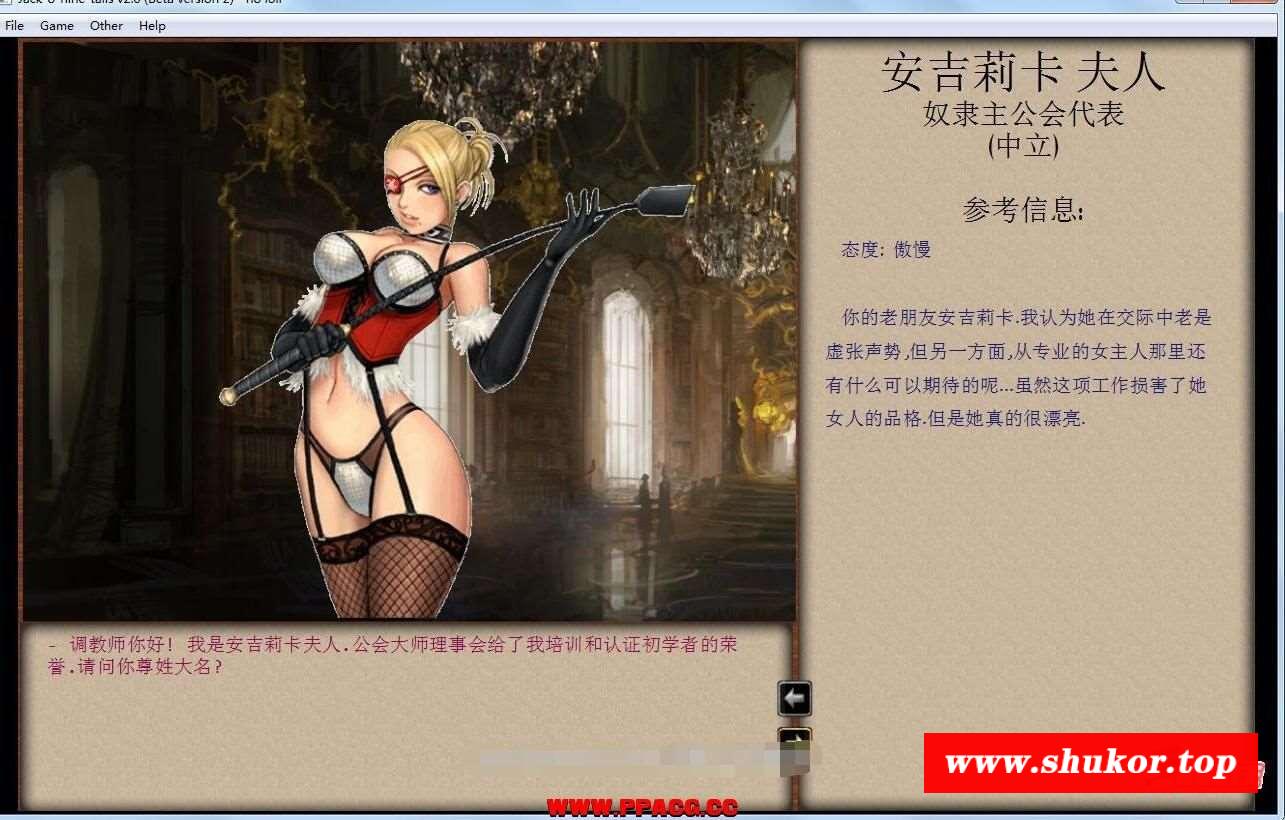 Jack-o-nine-tails v2.0 (Beta version 2) - no loli
File Game Other Help
安吉莉卡 夫人
奴隶主公会代表
(中立)
参考信息:
态度: 傲慢
你的老朋友安吉莉卡.我认为她在交际中老是
虚张声势,但另一方面,从专业的女主人那里还
有什么可以期待的呢...虽然这项工作损害了她
女人的品格.但是她真的很漂亮.
- 调教师你好! 我是安吉莉卡夫人.公会大师理事会给了我培训和认证初学者的荣
誉.请问你尊姓大名?
www.shukor.top
WWW.PPACG.CC